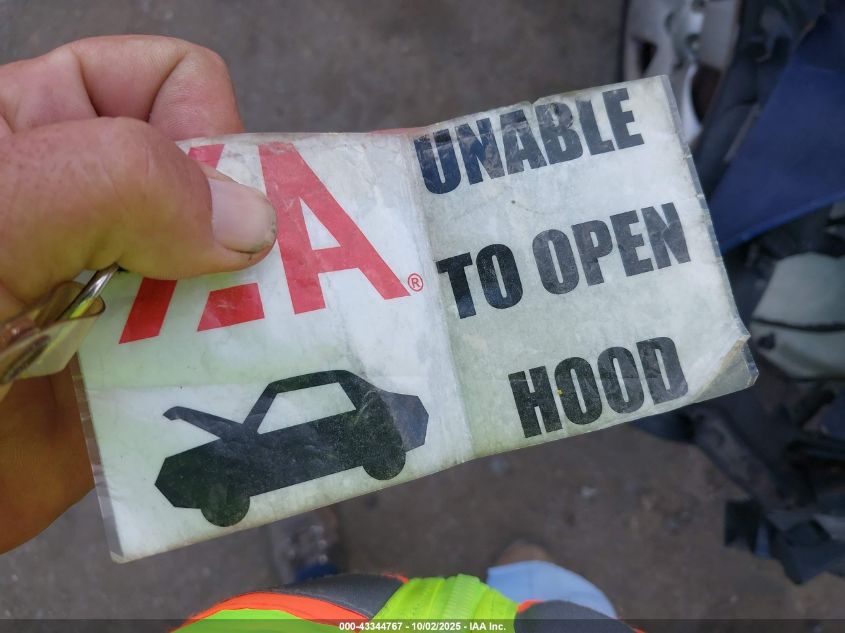 IAA®
UNABLE
TO OPEN
HOOD
000-43344767 - 10/02/2025 - IAA Inc.